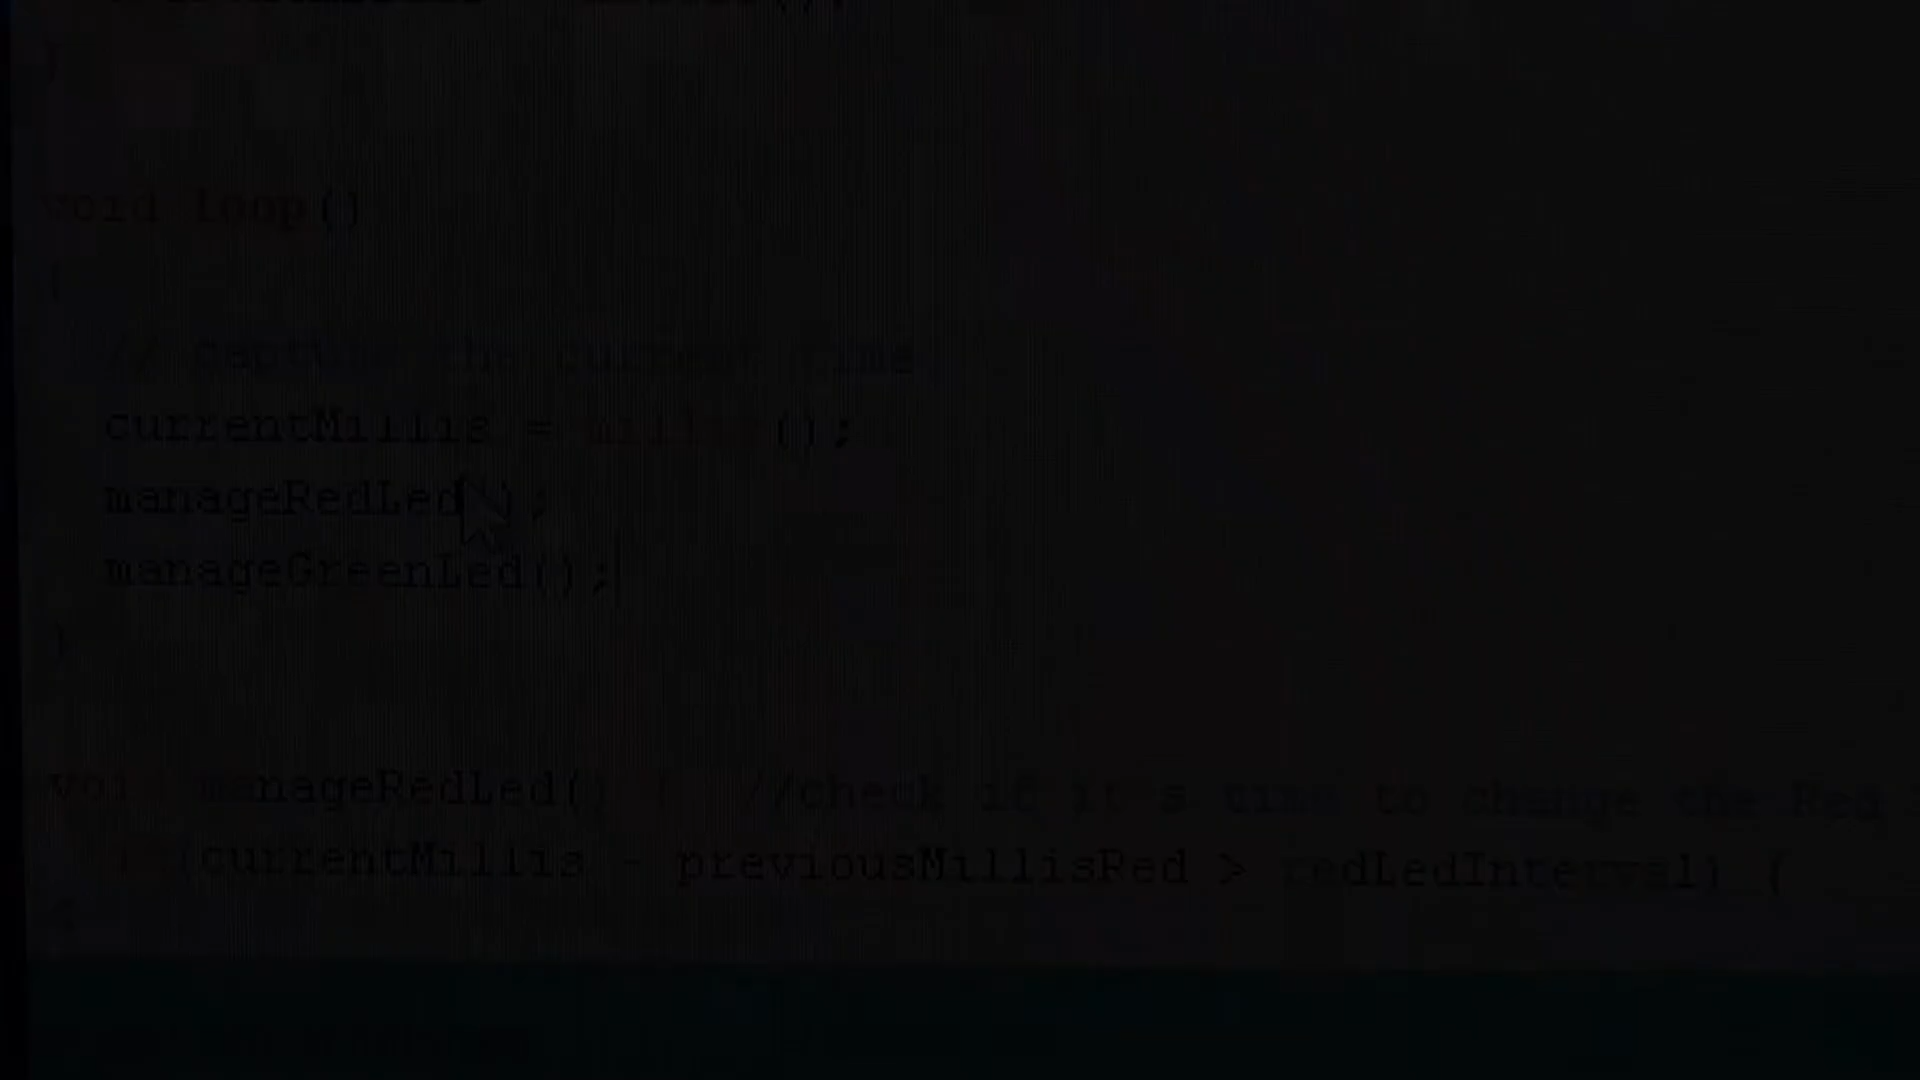 }
void loop()
{
// capture the current time
currentMillis = millis();
manageRedLed();
manageGreenLed();
}
void manageRedLed() { //check if it's time to change the Red
if (currentMillis - previousMillisRed > redLedInterval) {